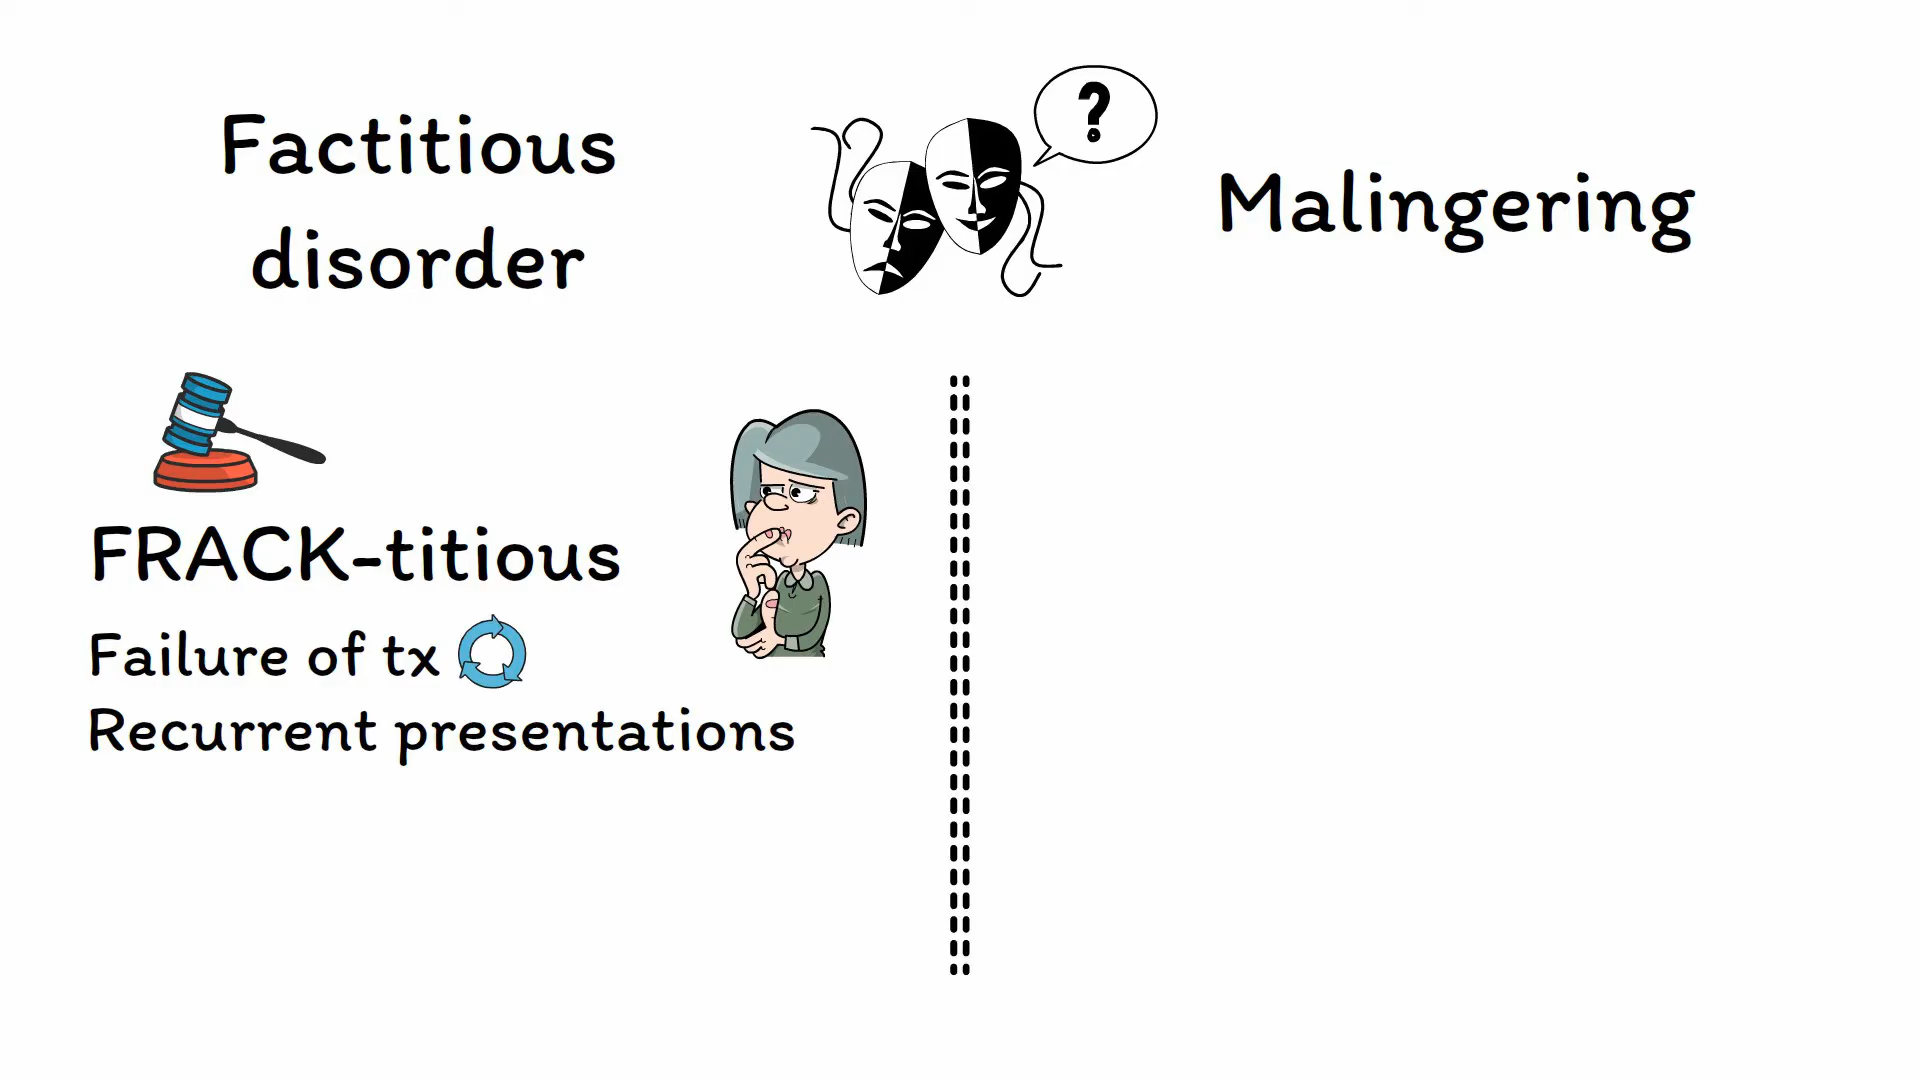 Factitious
disorder
?
Malingering
FRACK-titious
Failure of tx
Recurrent presentations